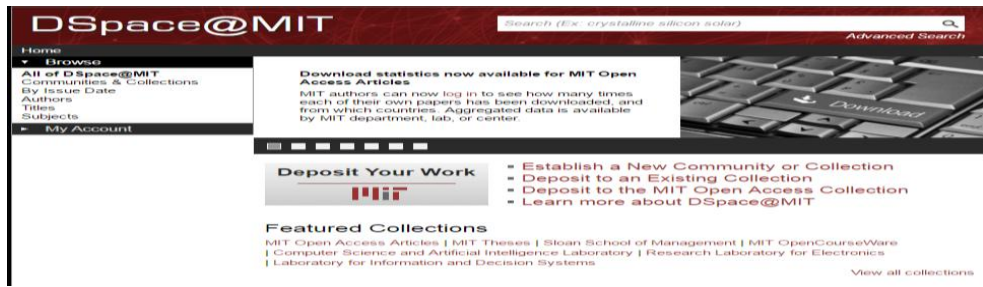 DSpace@MIT
Search (Ex: crystalline silicon solar)
Advanced Search
Home
Browse
All of DSpace@MIT
Communities & Collections
By Issue Date
Authors
Titles
Subjects
My Account
Download statistics now available for MIT Open
Access Articles
MIT authors can now log in to see how many times
each of their own papers has been downloaded, and
from which countries. Aggregated data is available
by MIT department, lab, or center.
Download
Deposit Your Work
MIT
Establish a New Community or Collection
Deposit to an Existing Collection
Deposit to the MIT Open Access Collection
Learn more about DSpace@MIT
Featured Collections
MIT Open Access Articles | MIT Theses | Sloan School of Management | MIT OpenCourseWare
| Computer Science and Artificial Intelligence Laboratory | Research Laboratory for Electronics
| Laboratory for Information and Decision Systems
View all collections